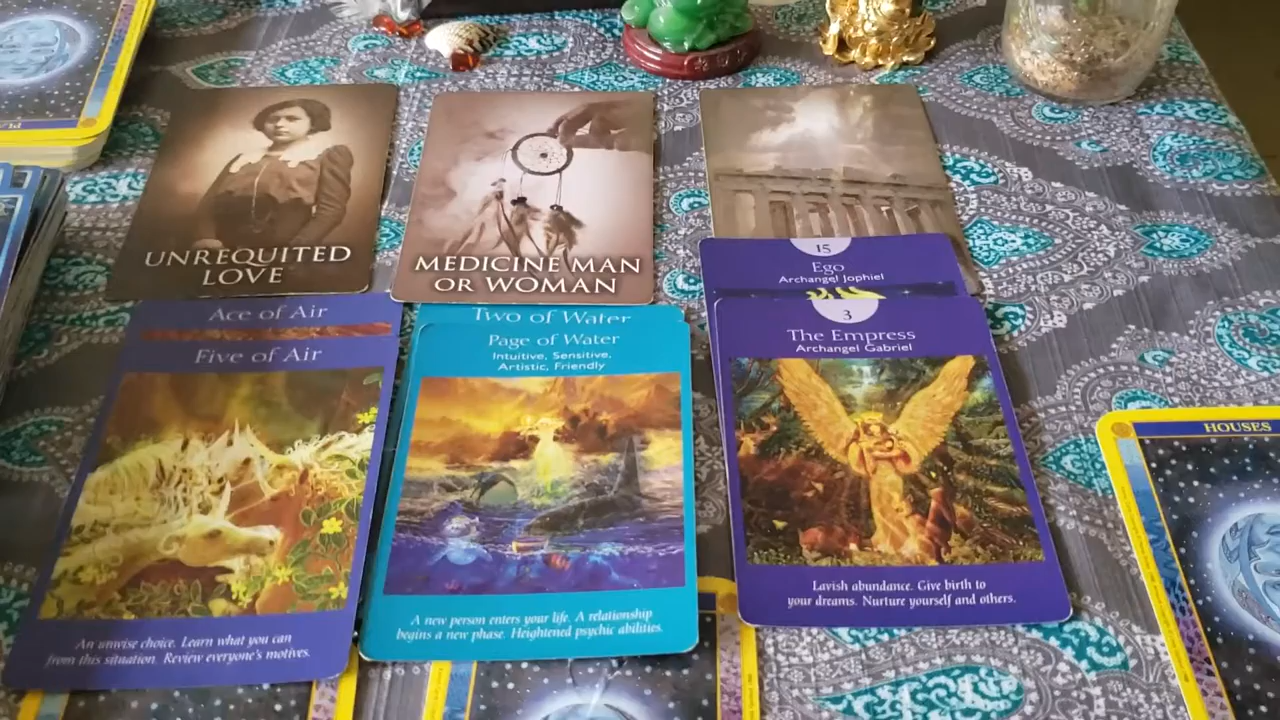 UNREQUITED
LOVE
MEDICINE MAN
OR WOMAN
15
Ego
Archangel Jophiel
Ace of Air
Five of Air
An unwise choice. Learn what you can
from this situation. Review everyone's motives.
Two of Water
Page of Water
Intuitive, Sensitive,
Artistic, Friendly
A new person enters your life. A relationship
begins a new phase. Heightened psychic abilities.
3
The Empress
Archangel Gabriel
Lavish abundance. Give birth to
your dreams. Nurture yourself and others.
HOUSES